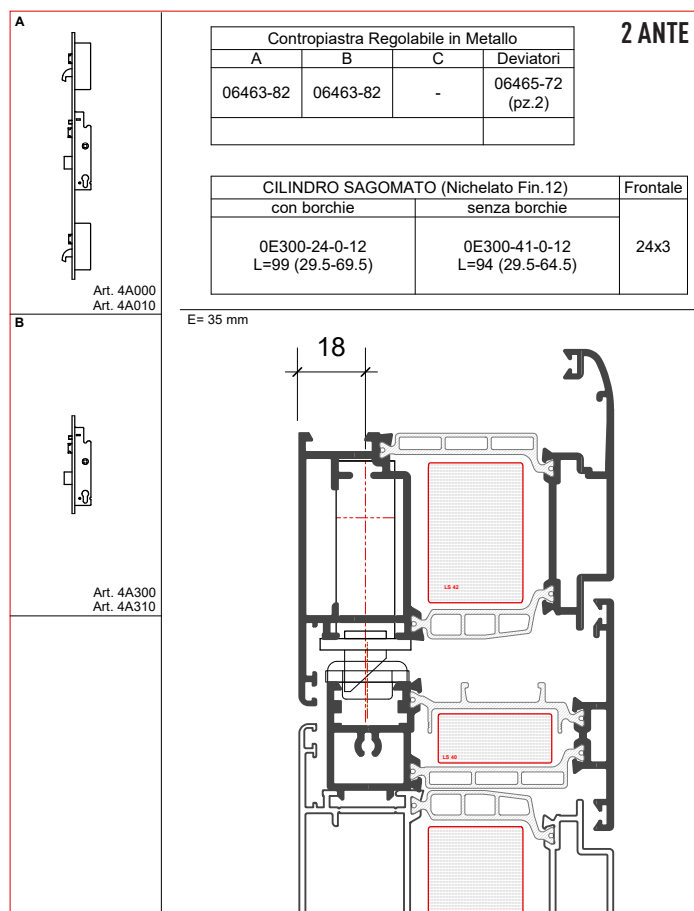 A
2 ANTE
Contropiastra Regolabile in Metallo
A B C Deviatori
06463-82 06463-82 - 06465-72 (pz.2)
CILINDRO SAGOMATO (Nichelato Fin.12) Frontale
con borchie senza borchie
0E300-24-0-12 0E300-41-0-12 24x3
L=99 (29.5-69.5) L=94 (29.5-64.5)
Art. 4A000
Art. 4A010
B
E= 35 mm
18
LS 42
Art. 4A300
Art. 4A310
LS 40